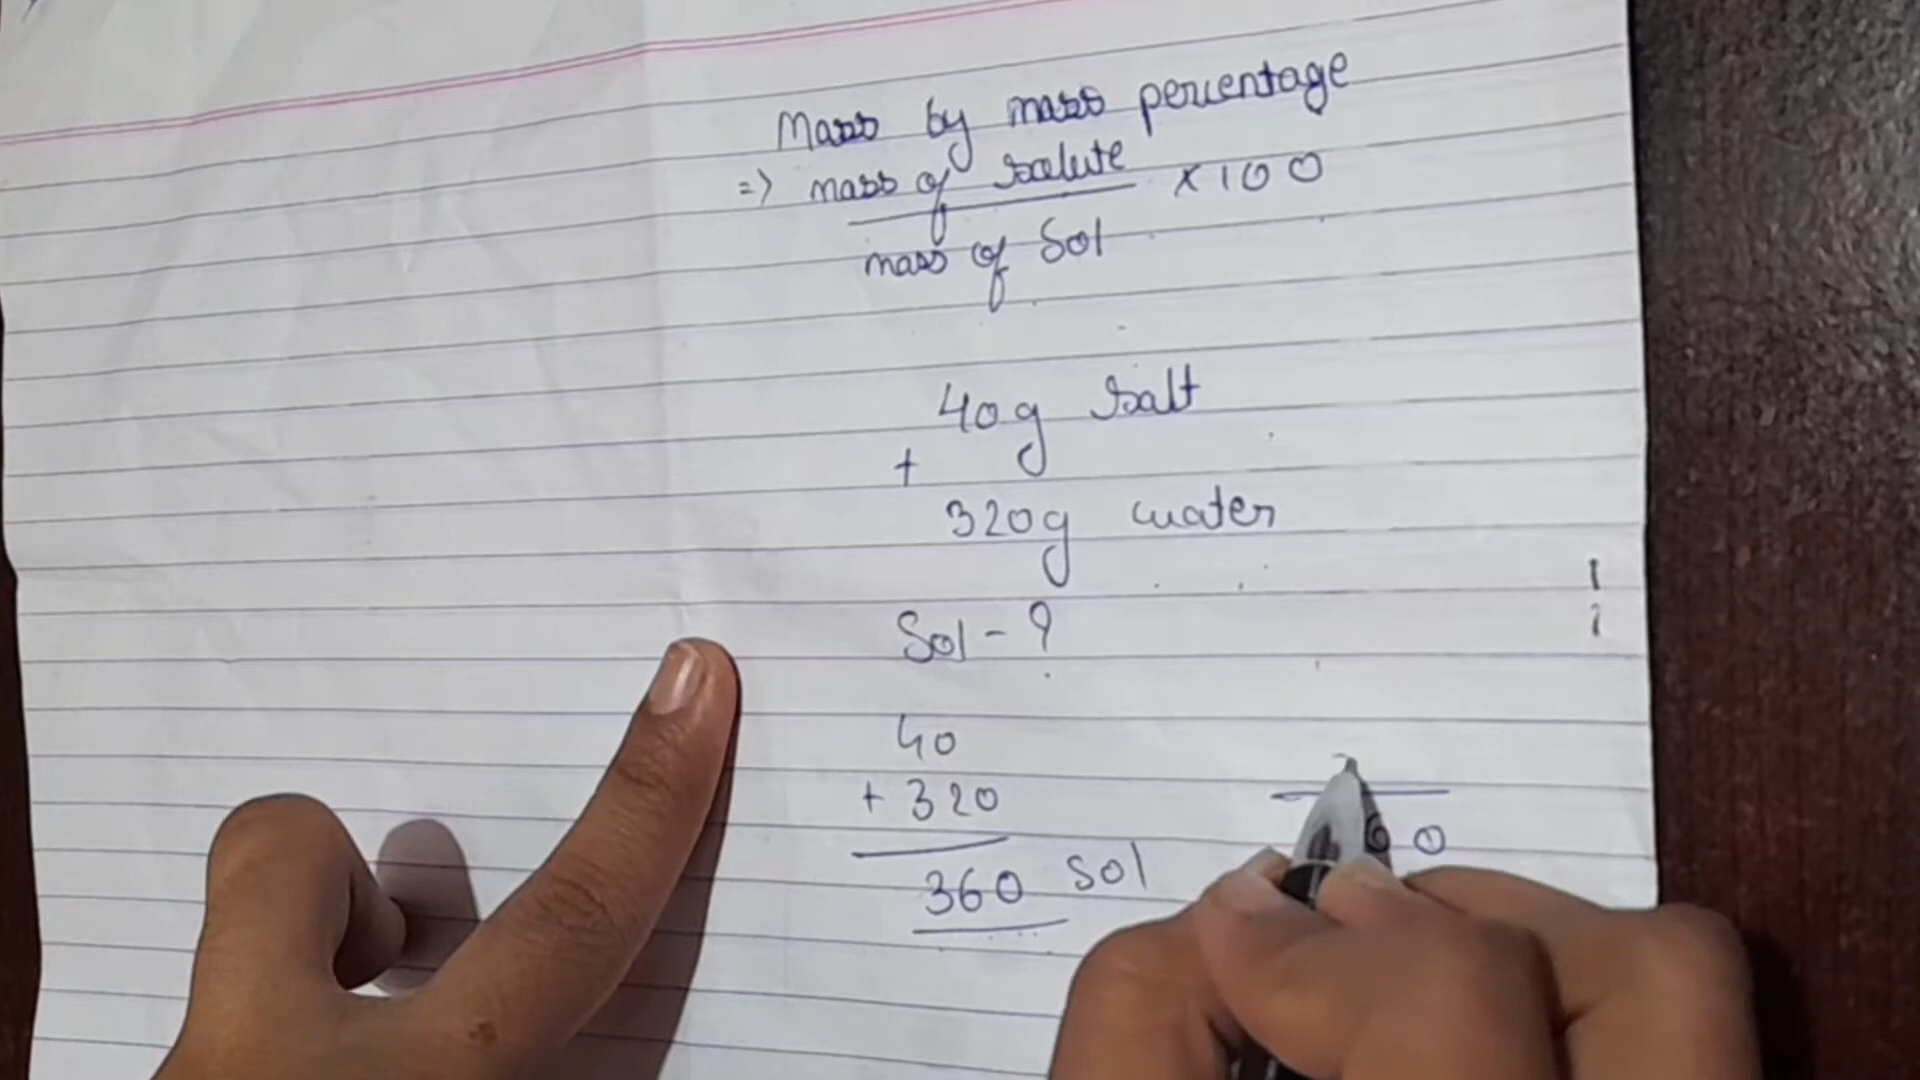 Mass by mass percentage
=> mass of solute × 100
mass of Sol
40g salt
+
320g water
Sol - ?
40
+ 320
360 Sol
60